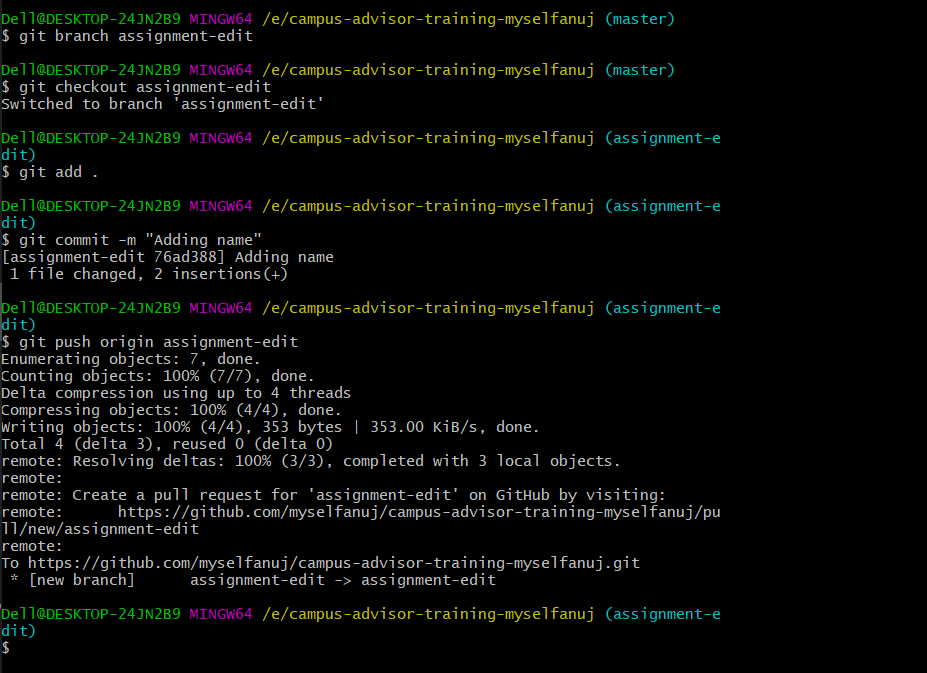 Dell@DESKTOP-24JN2B9 MINGW64 /e/campus-advisor-training-myselfanuj (master)
$ git branch assignment-edit
Dell@DESKTOP-24JN2B9 MINGW64 /e/campus-advisor-training-myselfanuj (master)
$ git checkout assignment-edit
Switched to branch 'assignment-edit'
Dell@DESKTOP-24JN2B9 MINGW64 /e/campus-advisor-training-myselfanuj (assignment-e
dit)
$ git add .
Dell@DESKTOP-24JN2B9 MINGW64 /e/campus-advisor-training-myselfanuj (assignment-e
dit)
$ git commit -m "Adding name"
[assignment-edit 76ad388] Adding name
 1 file changed, 2 insertions(+)
Dell@DESKTOP-24JN2B9 MINGW64 /e/campus-advisor-training-myselfanuj (assignment-e
dit)
$ git push origin assignment-edit
Enumerating objects: 7, done.
Counting objects: 100% (7/7), done.
Delta compression using up to 4 threads
Compressing objects: 100% (4/4), done.
Writing objects: 100% (4/4), 353 bytes | 353.00 KiB/s, done.
Total 4 (delta 3), reused 0 (delta 0)
remote: Resolving deltas: 100% (3/3), completed with 3 local objects.
remote:
remote: Create a pull request for 'assignment-edit' on GitHub by visiting:
remote:      https://github.com/myselfanuj/campus-advisor-training-myselfanuj/pu
ll/new/assignment-edit
remote:
To https://github.com/myselfanuj/campus-advisor-training-myselfanuj.git
 * [new branch]      assignment-edit -> assignment-edit
Dell@DESKTOP-24JN2B9 MINGW64 /e/campus-advisor-training-myselfanuj (assignment-e
dit)
$